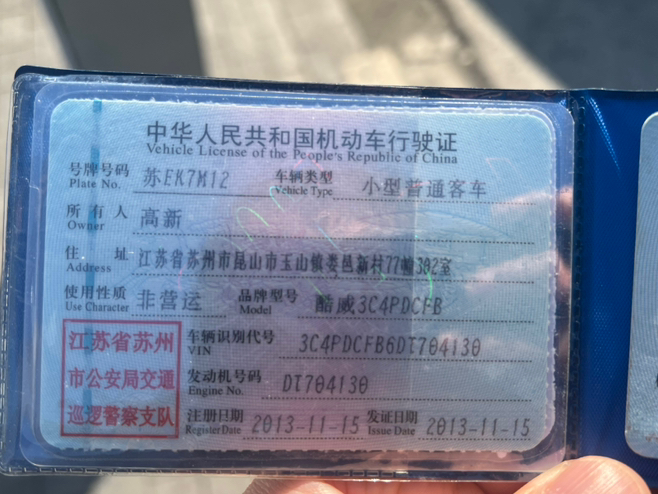 中华人民共和国机动车行驶证
Vehicle License of the People's Republic of China
号牌号码 苏EK7M12 车辆类型 小型普通客车
Plate No. Vehicle Type
所有人 高新
Owner
住址 江苏省苏州市昆山市玉山镇娄邑新村77幢302室
Address
使用性质 非营运 品牌型号 酷威3C4PDCFB
Use Character Model
江苏省苏州
市公安局交通
巡逻警察支队
车辆识别代号 3C4PDCFB6DT704130
VIN
发动机号码 DT704130
Engine No.
注册日期 2013-11-15 发证日期 2013-11-15
Register Date Issue Date